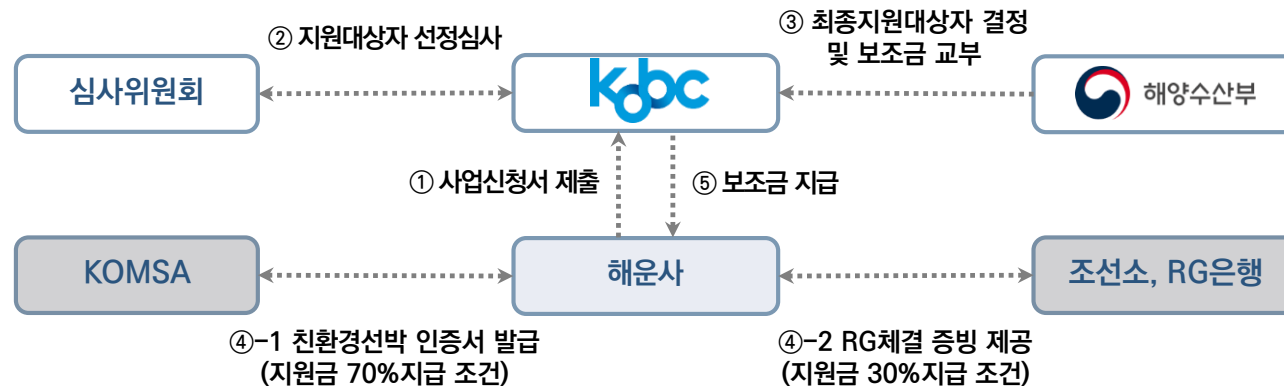 ② 지원대상자 선정심사
③ 최종지원대상자 결정
및 보조금 교부
심사위원회
kobc
해양수산부
① 사업신청서 제출
⑤ 보조금 지급
KOMSA
해운사
조선소, RG은행
④-1 친환경선박 인증서 발급
(지원금 70%지급 조건)
④-2 RG체결 증빙 제공
(지원금 30%지급 조건)